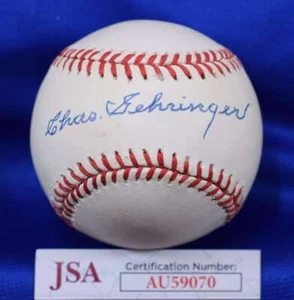 Chas. Gehringer
JSA
Certification Number:
AU59070